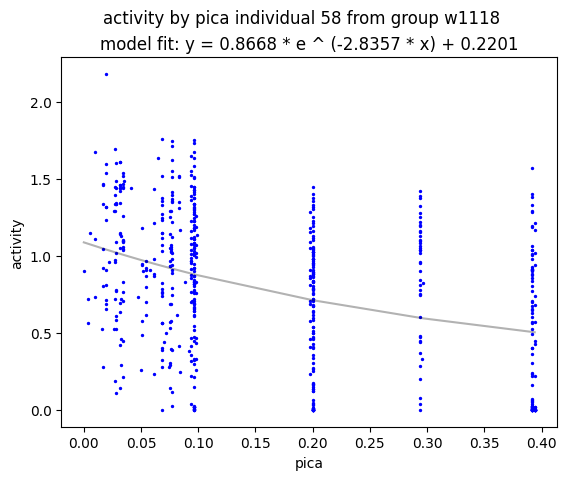 activity by pica individual 58 from group w1118
model fit: y = 0.8668 * e ^ (-2.8357 * x) + 0.2201
2.0
1.5
1.0
0.5
0.0
activity
0.00 0.05 0.10 0.15 0.20 0.25 0.30 0.35 0.40
pica